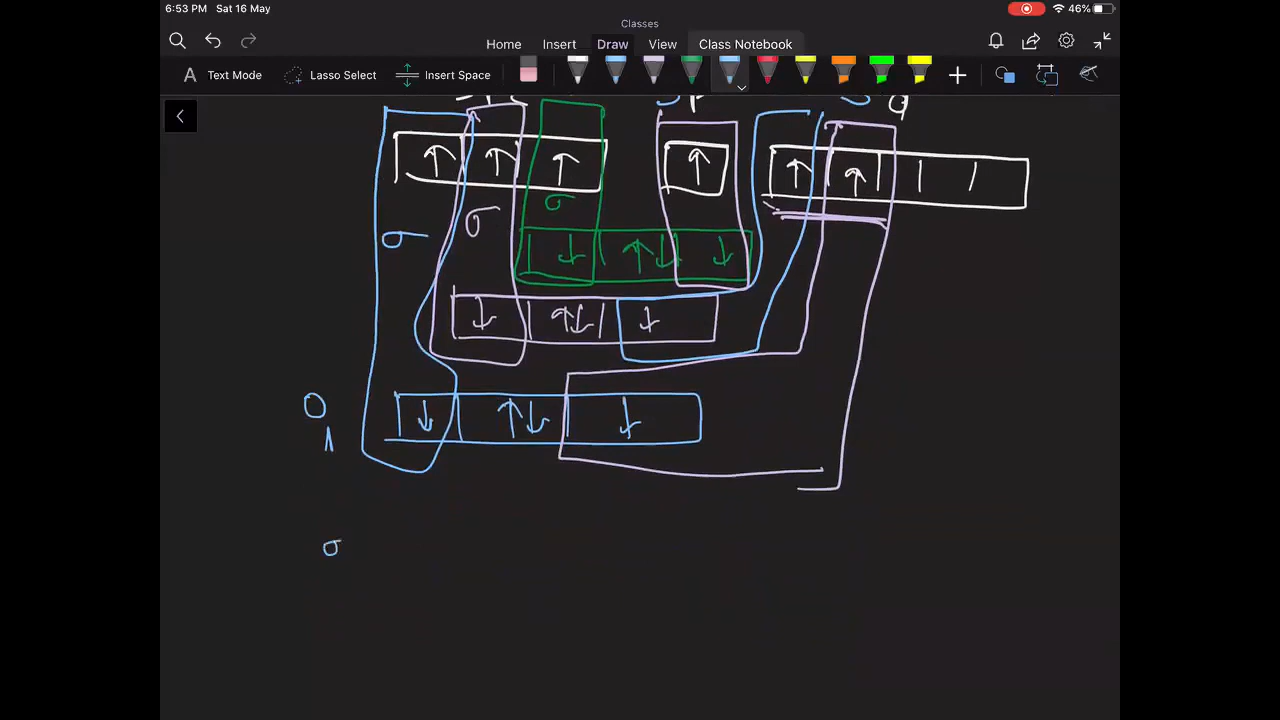 6:53 PM Sat 16 May
46%
Classes
Home Insert Draw View Class Notebook
A Text Mode Lasso Select Insert Space
↑ ↑ ↑ ↑ ↑ ↑
σ σ σ
↓ ↑↓ ↓
↓ ↑↓ ↓
O ↓ ↑↓ ↓
σ